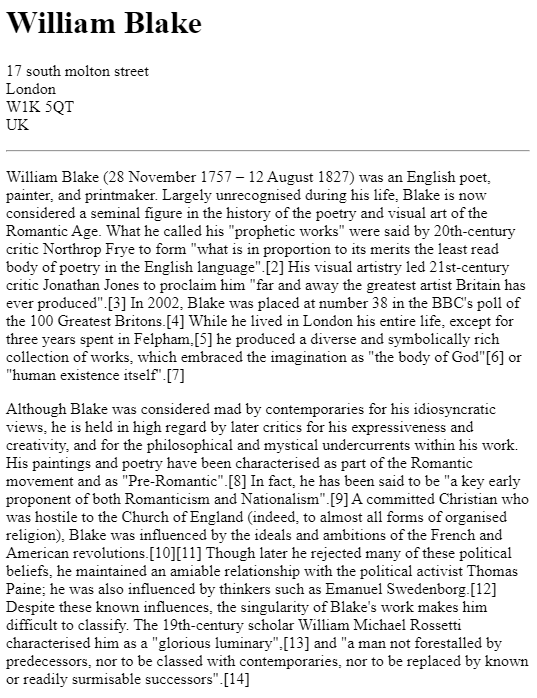 William Blake
17 south molton street
London
W1K 5QT
UK
William Blake (28 November 1757 – 12 August 1827) was an English poet,
painter, and printmaker. Largely unrecognised during his life, Blake is now
considered a seminal figure in the history of the poetry and visual art of the
Romantic Age. What he called his "prophetic works" were said by 20th-century
critic Northrop Frye to form "what is in proportion to its merits the least read
body of poetry in the English language".[2] His visual artistry led 21st-century
critic Jonathan Jones to proclaim him "far and away the greatest artist Britain has
ever produced".[3] In 2002, Blake was placed at number 38 in the BBC's poll of
the 100 Greatest Britons.[4] While he lived in London his entire life, except for
three years spent in Felpham,[5] he produced a diverse and symbolically rich
collection of works, which embraced the imagination as "the body of God"[6] or
"human existence itself".[7]
Although Blake was considered mad by contemporaries for his idiosyncratic
views, he is held in high regard by later critics for his expressiveness and
creativity, and for the philosophical and mystical undercurrents within his work.
His paintings and poetry have been characterised as part of the Romantic
movement and as "Pre-Romantic".[8] In fact, he has been said to be "a key early
proponent of both Romanticism and Nationalism".[9] A committed Christian who
was hostile to the Church of England (indeed, to almost all forms of organised
religion), Blake was influenced by the ideals and ambitions of the French and
American revolutions.[10][11] Though later he rejected many of these political
beliefs, he maintained an amiable relationship with the political activist Thomas
Paine; he was also influenced by thinkers such as Emanuel Swedenborg.[12]
Despite these known influences, the singularity of Blake's work makes him
difficult to classify. The 19th-century scholar William Michael Rossetti
characterised him as a "glorious luminary",[13] and "a man not forestalled by
predecessors, nor to be classed with contemporaries, nor to be replaced by known
or readily surmisable successors".[14]